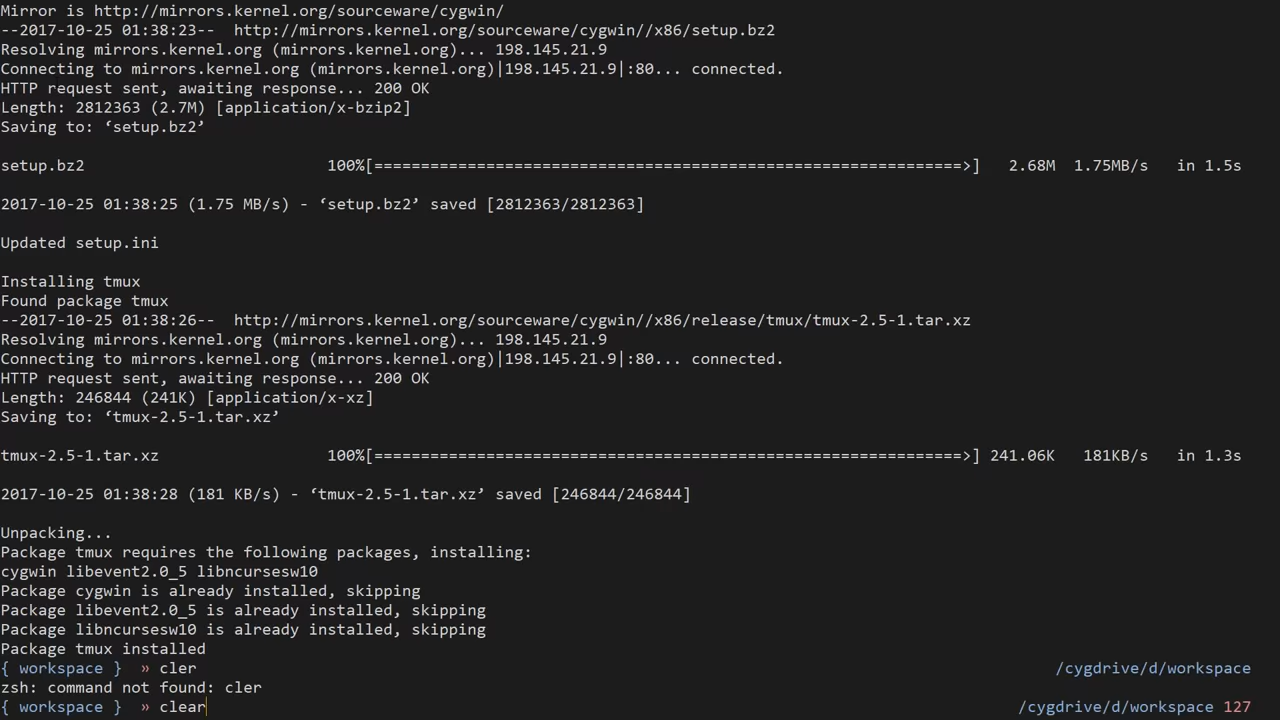 Mirror is http://mirrors.kernel.org/sourceware/cygwin/
--2017-10-25 01:38:23--  http://mirrors.kernel.org/sourceware/cygwin//x86/setup.bz2
Resolving mirrors.kernel.org (mirrors.kernel.org)... 198.145.21.9
Connecting to mirrors.kernel.org (mirrors.kernel.org)|198.145.21.9|:80... connected.
HTTP request sent, awaiting response... 200 OK
Length: 2812363 (2.7M) [application/x-bzip2]
Saving to: ‘setup.bz2’
setup.bz2 100%[===============================================================>] 2.68M 1.75MB/s in 1.5s
2017-10-25 01:38:25 (1.75 MB/s) - ‘setup.bz2’ saved [2812363/2812363]
Updated setup.ini
Installing tmux
Found package tmux
--2017-10-25 01:38:26--  http://mirrors.kernel.org/sourceware/cygwin//x86/release/tmux/tmux-2.5-1.tar.xz
Resolving mirrors.kernel.org (mirrors.kernel.org)... 198.145.21.9
Connecting to mirrors.kernel.org (mirrors.kernel.org)|198.145.21.9|:80... connected.
HTTP request sent, awaiting response... 200 OK
Length: 246844 (241K) [application/x-xz]
Saving to: ‘tmux-2.5-1.tar.xz’
tmux-2.5-1.tar.xz 100%[===============================================================>] 241.06K 181KB/s in 1.3s
2017-10-25 01:38:28 (181 KB/s) - ‘tmux-2.5-1.tar.xz’ saved [246844/246844]
Unpacking...
Package tmux requires the following packages, installing:
cygwin libevent2.0_5 libncursesw10
Package cygwin is already installed, skipping
Package libevent2.0_5 is already installed, skipping
Package libncursesw10 is already installed, skipping
Package tmux installed
{ workspace }  » cler /cygdrive/d/workspace
zsh: command not found: cler
{ workspace }  » clear /cygdrive/d/workspace 127